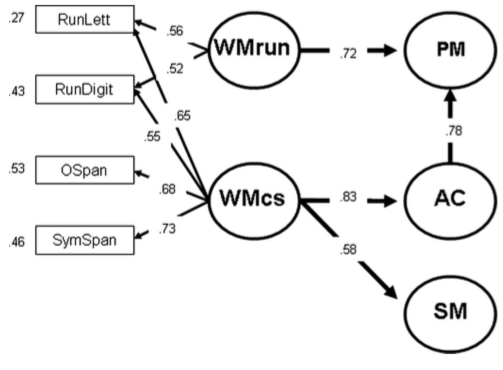 .27 RunLett
.56
WMrun
.72
PM
.52
.43 RunDigit
.65
.78
.55
.53 OSpan
.68
WMcs
.83
AC
.73
.46 SymSpan
.58
SM